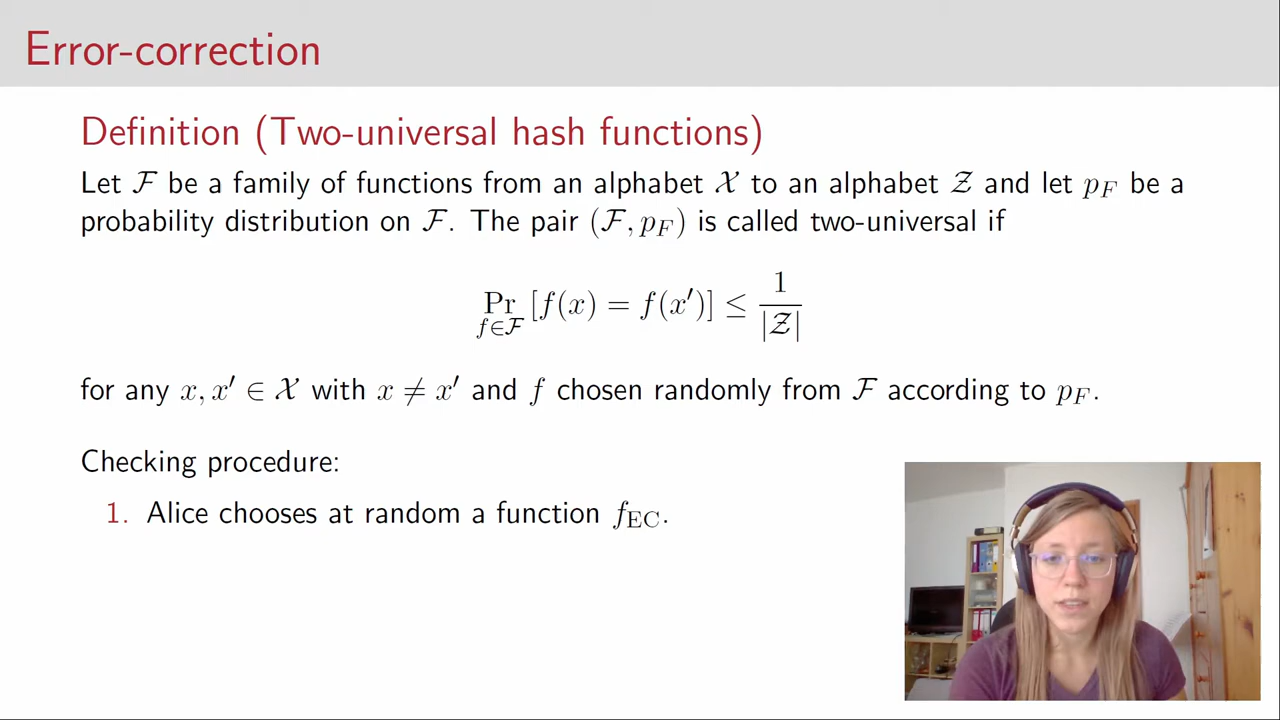 Error-correction
Definition (Two-universal hash functions)
Let ℱ be a family of functions from an alphabet 𝒳 to an alphabet 𝒵 and let p_F be a
probability distribution on ℱ. The pair (ℱ, p_F) is called two-universal if
Pr_{f∈ℱ} [f(x) = f(x′)] ≤ 1/|𝒵|
for any x, x′ ∈ 𝒳 with x ≠ x′ and f chosen randomly from ℱ according to p_F.
Checking procedure:
1. Alice chooses at random a function f_EC.